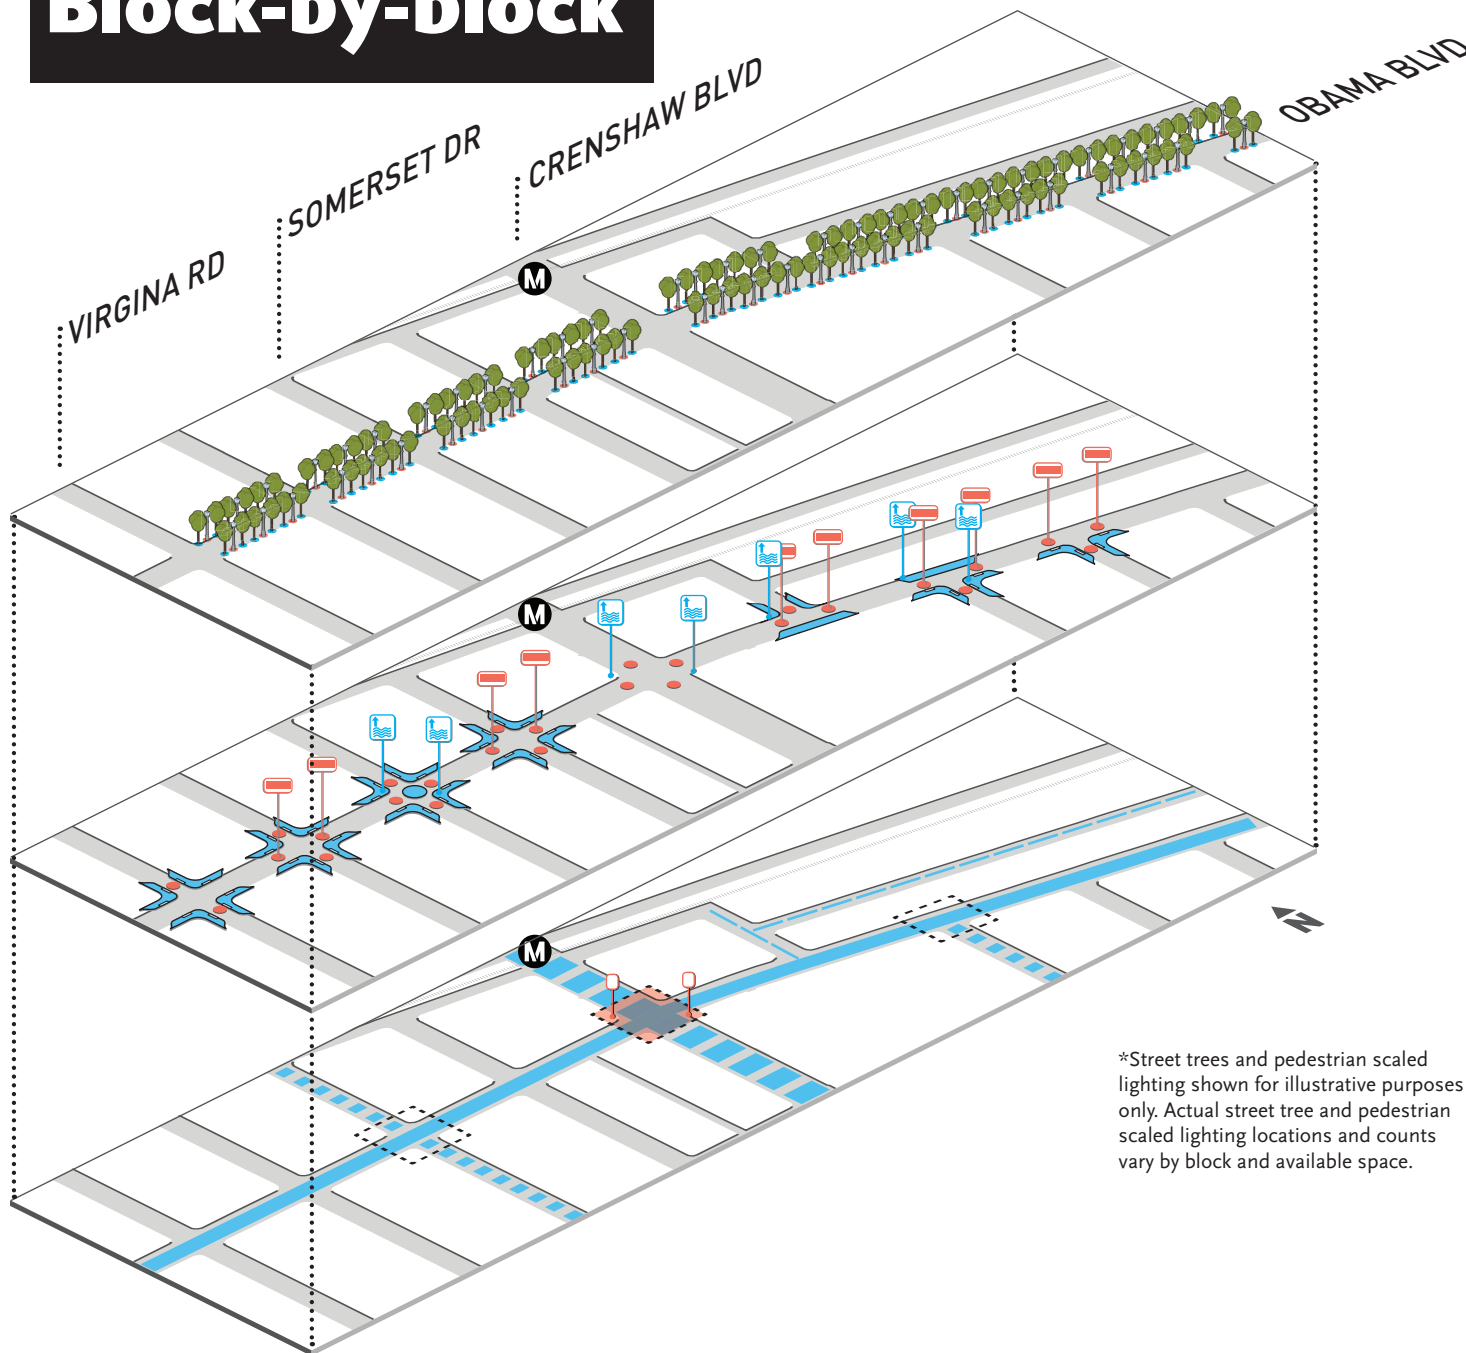 Block-by-block
VIRGINA RD
SOMERSET DR
CRENSHAW BLVD
OBAMA BLVD
M
M
M
N
*Street trees and pedestrian scaled
lighting shown for illustrative purposes
only. Actual street tree and pedestrian
scaled lighting locations and counts
vary by block and available space.